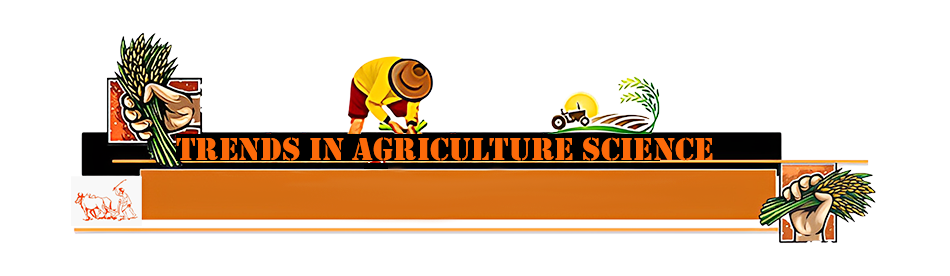 TRENDS IN AGRICULTURE SCIENCE